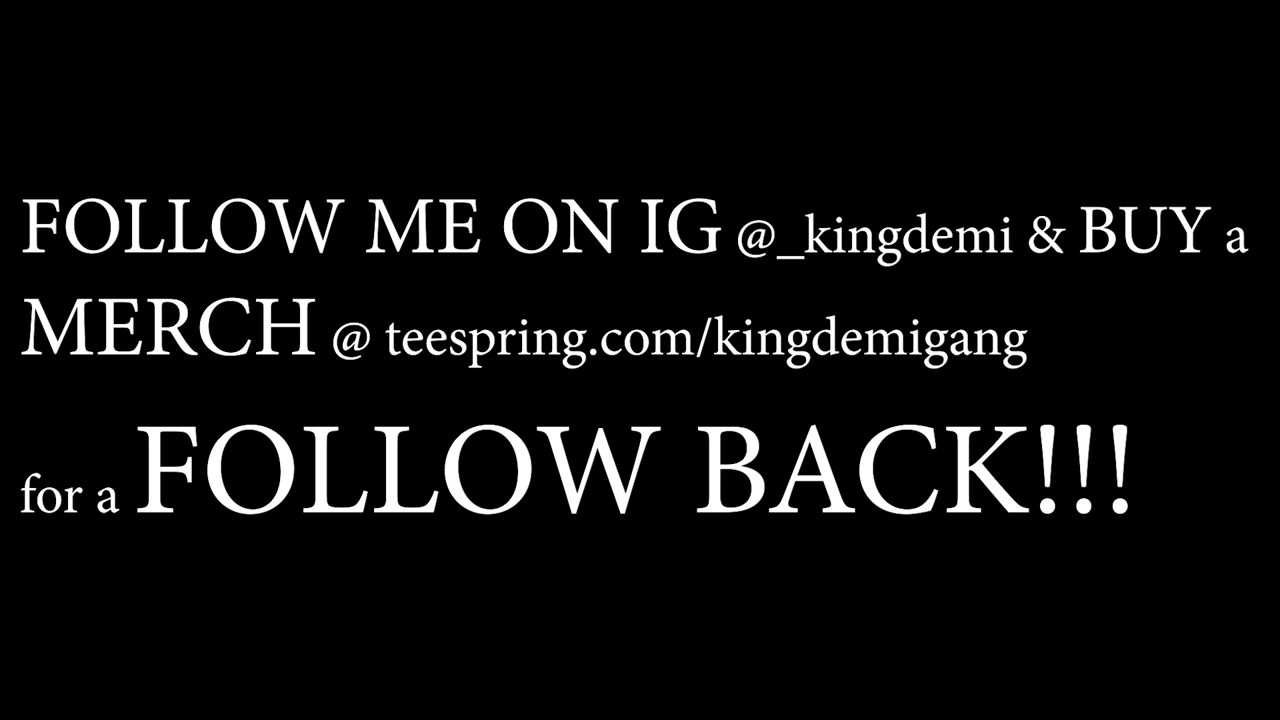 FOLLOW ME ON IG @_kingdemi & BUY a
MERCH @ teespring.com/kingdemigang
for a FOLLOW BACK!!!